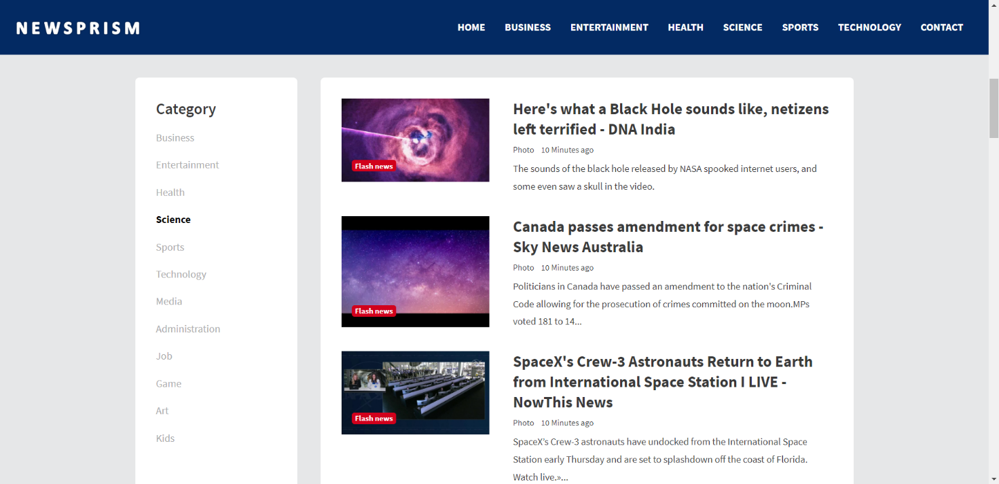 NEWSPRISM
HOME BUSINESS ENTERTAINMENT HEALTH SCIENCE SPORTS TECHNOLOGY CONTACT
Category
Business
Entertainment
Health
Science
Sports
Technology
Media
Administration
Job
Game
Art
Kids
Flash news
Here's what a Black Hole sounds like, netizens
left terrified - DNA India
Photo 10 Minutes ago
The sounds of the black hole released by NASA spooked internet users, and
some even saw a skull in the video.
Flash news
Canada passes amendment for space crimes -
Sky News Australia
Photo 10 Minutes ago
Politicians in Canada have passed an amendment to the nation's Criminal
Code allowing for the prosecution of crimes committed on the moon.MPs
voted 181 to 14...
Flash news
SpaceX's Crew-3 Astronauts Return to Earth
from International Space Station I LIVE -
NowThis News
Photo 10 Minutes ago
SpaceX’s Crew-3 astronauts have undocked from the International Space
Station early Thursday and are set to splashdown off the coast of Florida.
Watch live.»...